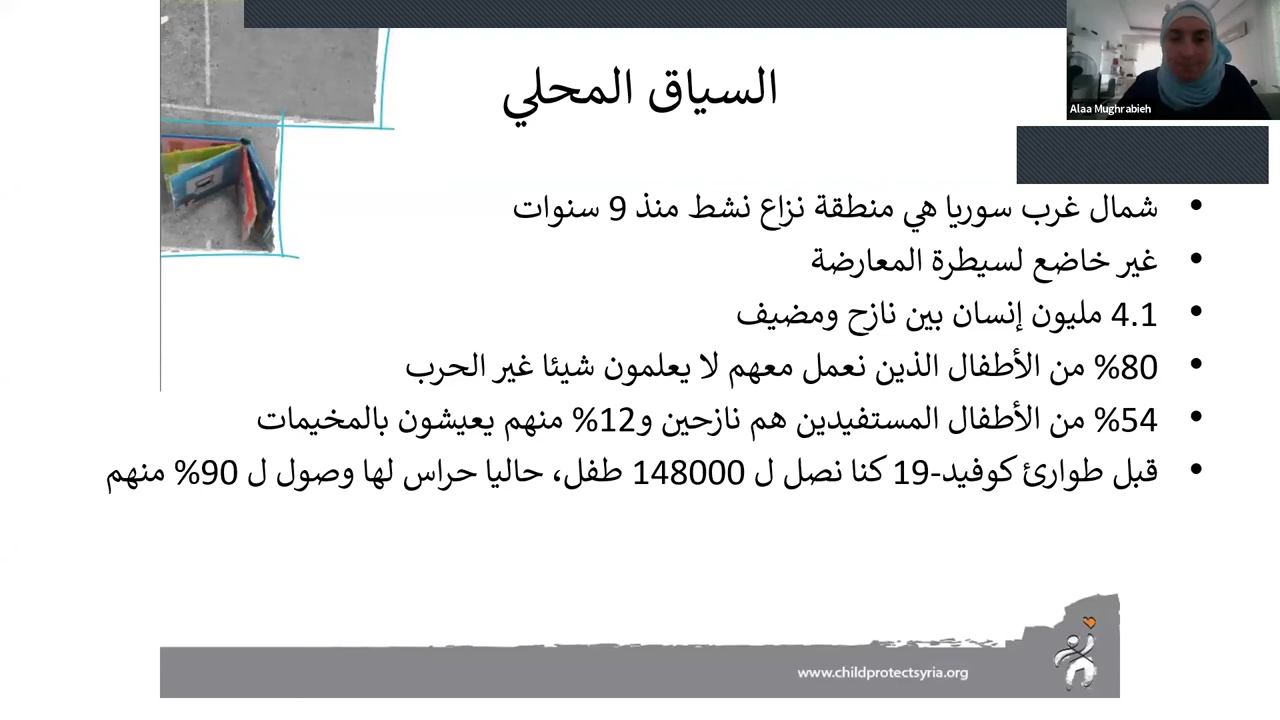 السياق المحلي
Alaa Mughrabieh
شمال غرب سوريا هي منطقة نزاع نشط منذ 9 سنوات
غير خاضع لسيطرة المعارضة
4.1 مليون إنسان بين نازح ومضيف
80% من الأطفال الذين نعمل معهم لا يعلمون شيئا غير الحرب
54% من الأطفال المستفيدين هم نازحين و12% منهم يعيشون بالمخيمات
قبل طوارئ كوفيد-19 كنا نصل ل 148000 طفل، حاليا حراس لها وصول ل 90% منهم
www.childprotectsyria.org